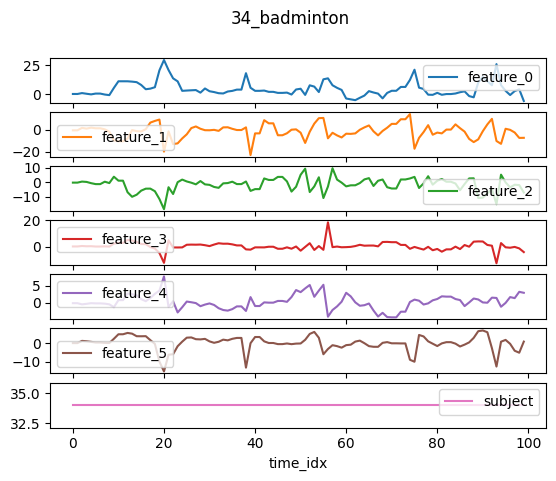 34_badminton
25
0
feature_0
0
−20
feature_1
10
0
−10
feature_2
20
0
feature_3
5
0
feature_4
0
−10
feature_5
35.0
32.5
subject
0
20
40
60
80
100
time_idx